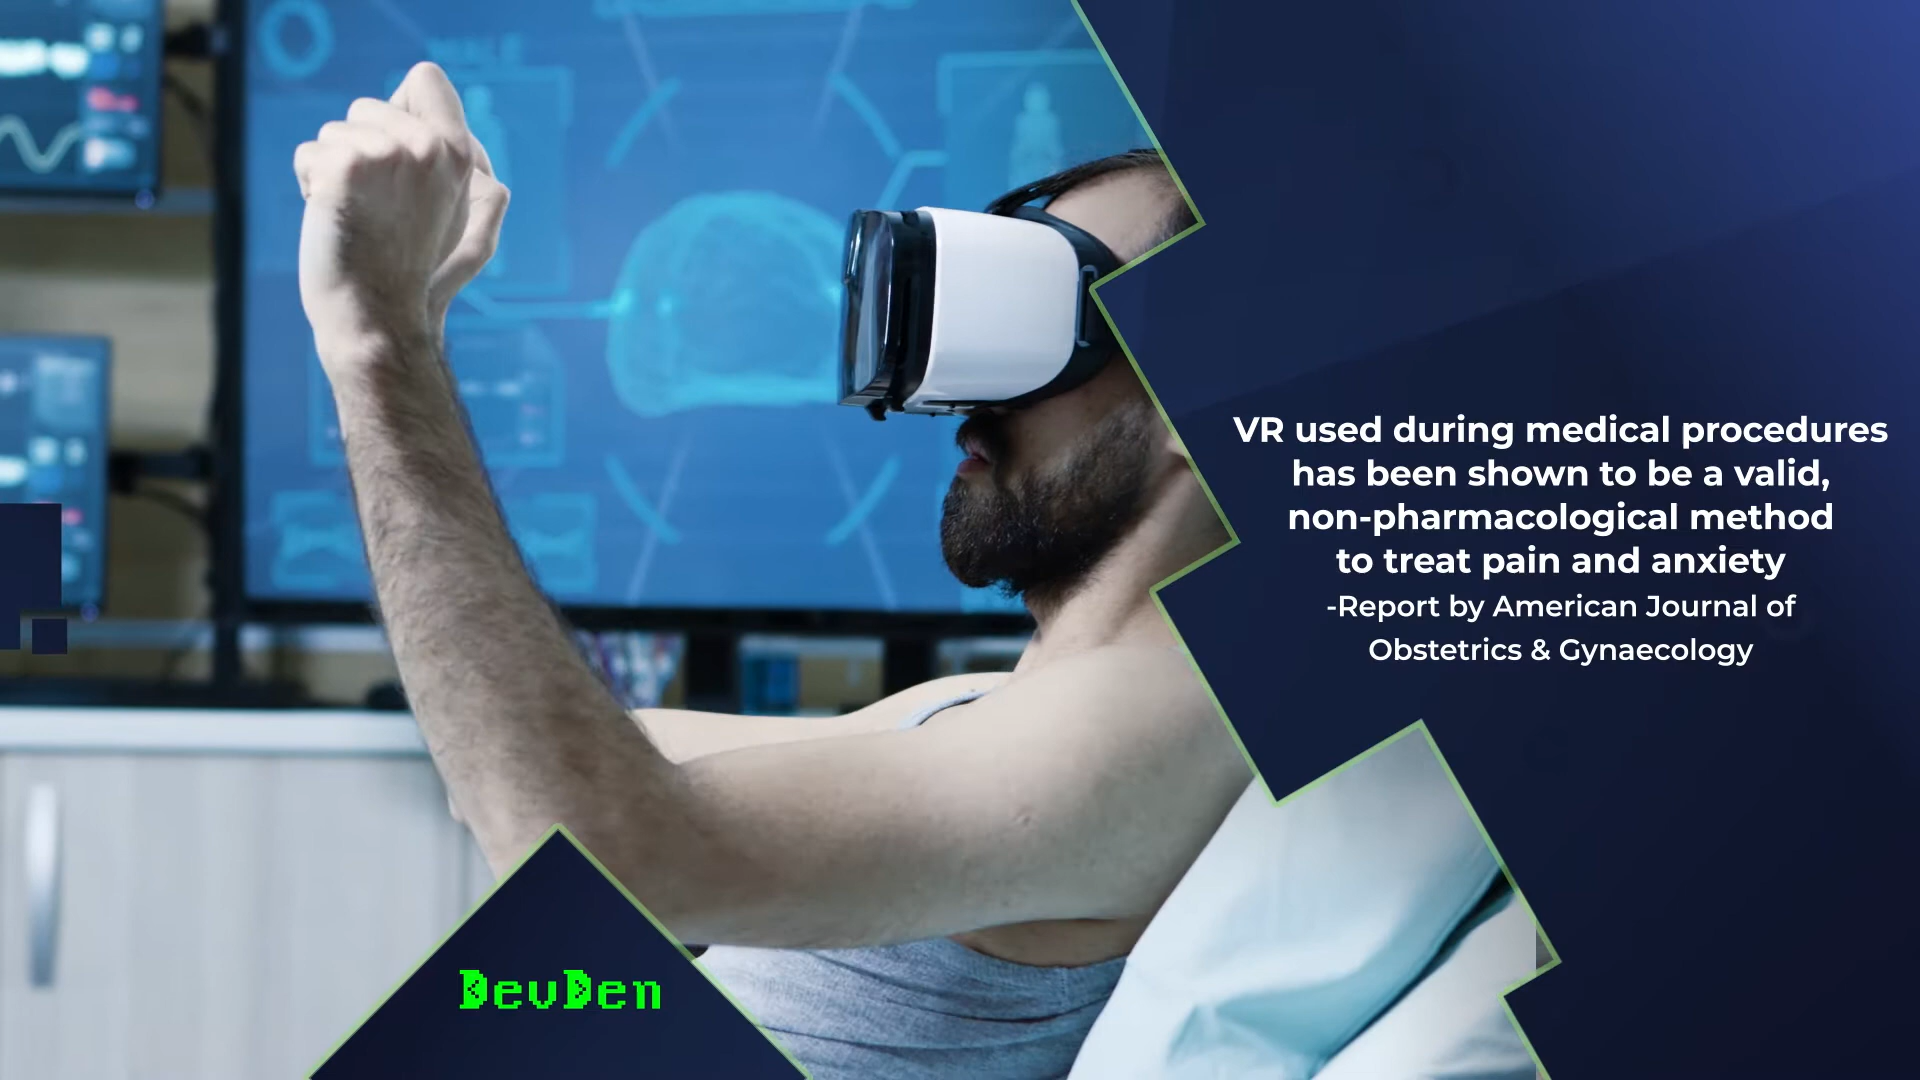 MALE
VR used during medical procedures
has been shown to be a valid,
non-pharmacological method
to treat pain and anxiety
-Report by American Journal of
Obstetrics & Gynaecology
DevDen